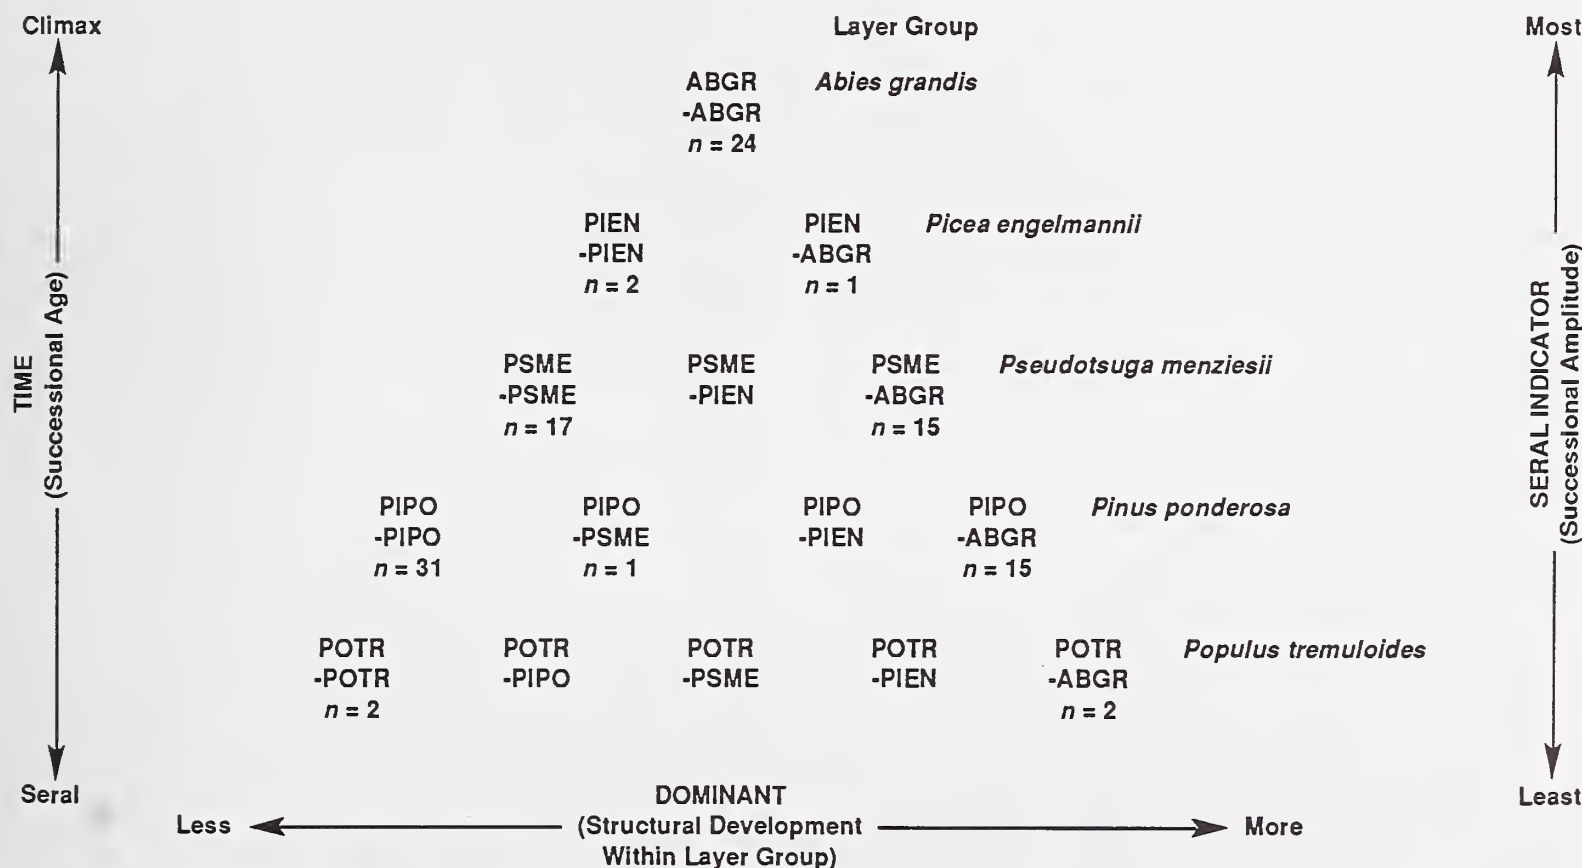 Climax Layer Group Most
ABGR Abies grandis
-ABGR
n = 24
PIEN PIEN Picea engelmannii
-PIEN -ABGR
n = 2 n = 1
PSME PSME PSME Pseudotsuga menziesii
-PSME -PIEN -ABGR
n = 17 n = 15
PIPO PIPO PIPO PIPO Pinus ponderosa
-PIPO -PSME -PIEN -ABGR
n = 31 n = 1 n = 15
POTR POTR POTR POTR POTR Populus tremuloides
-POTR -PIPO -PSME -PIEN -ABGR
n = 2 n = 2
TIME
(Successional Age)
SERAL INDICATOR
(Successional Amplitude)
Seral Least
DOMINANT
Less (Structural Development More
Within Layer Group)